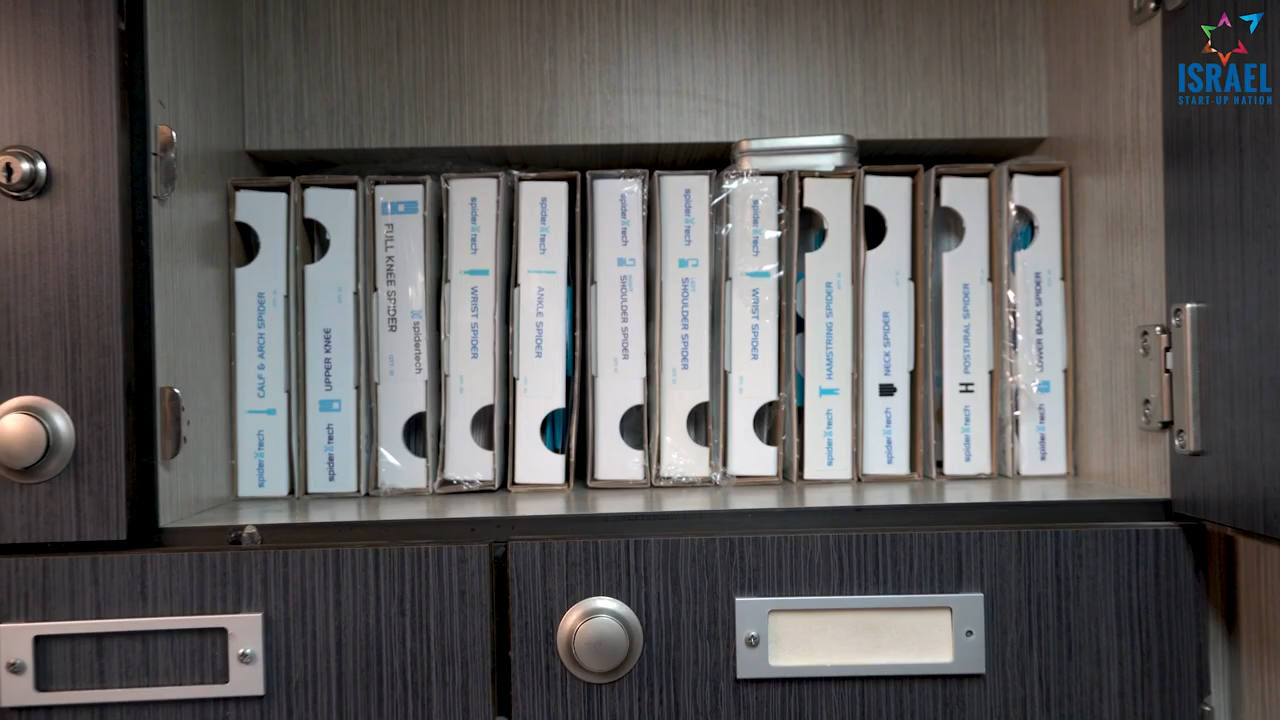 ISRAEL
START-UP NATION
CALF & ARCH SPIDER
spidertech
UPPER KNEE
spidertech
FULL KNEE SPIDER
spidertech
spidertech
WRIST SPIDER
spidertech
ANKLE SPIDER
spidertech
RIGHT
SHOULDER SPIDER
spidertech
LEFT
SHOULDER SPIDER
spidertech
WRIST SPIDER
HAMSTRING SPIDER
spidertech
NECK SPIDER
spidertech
POSTURAL SPIDER
spidertech
LOWER BACK SPIDER
spidertech